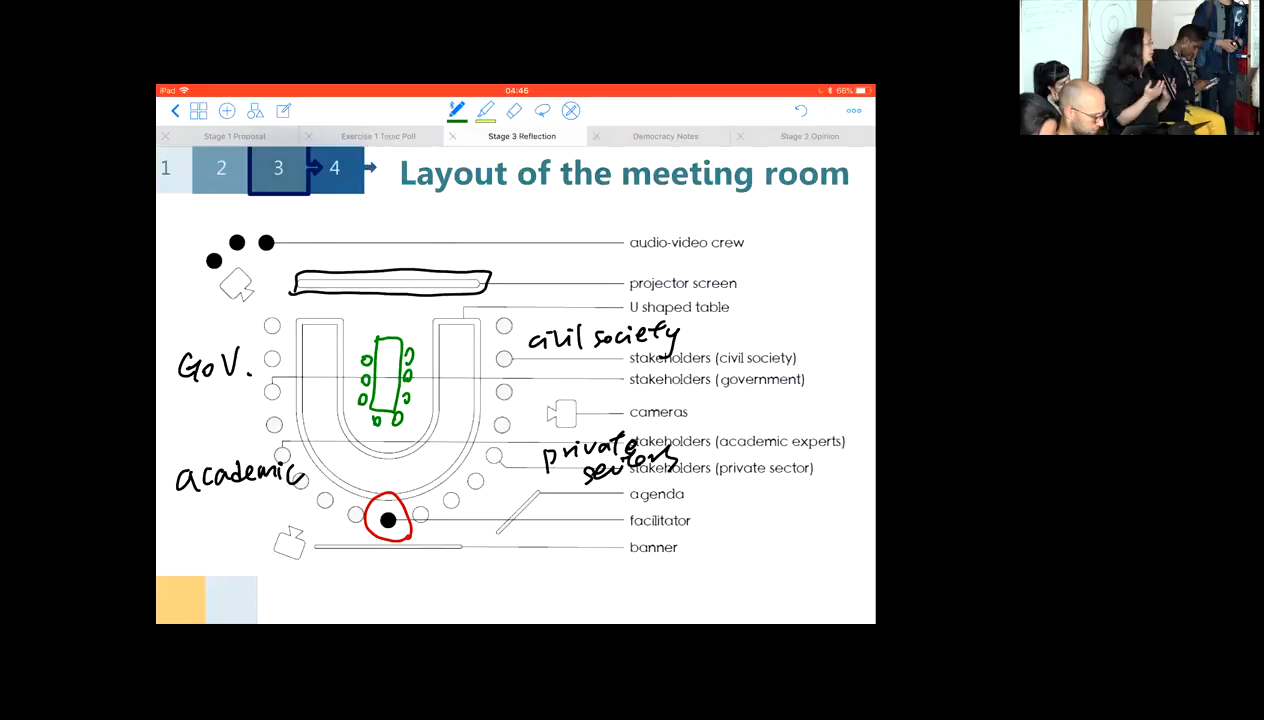 iPad
04:46
66%
Stage 1 Proposal
Exercise 1 Topic Poll
Stage 3 Reflection
Democracy Notes
Stage 2 Opinion
1
2
3
4
Layout of the meeting room
audio-video crew
projector screen
U shaped table
civil society
stakeholders (civil society)
GOV.
stakeholders (government)
cameras
stakeholders (academic experts)
private
sectors
stakeholders (private sector)
academic
agenda
facilitator
banner